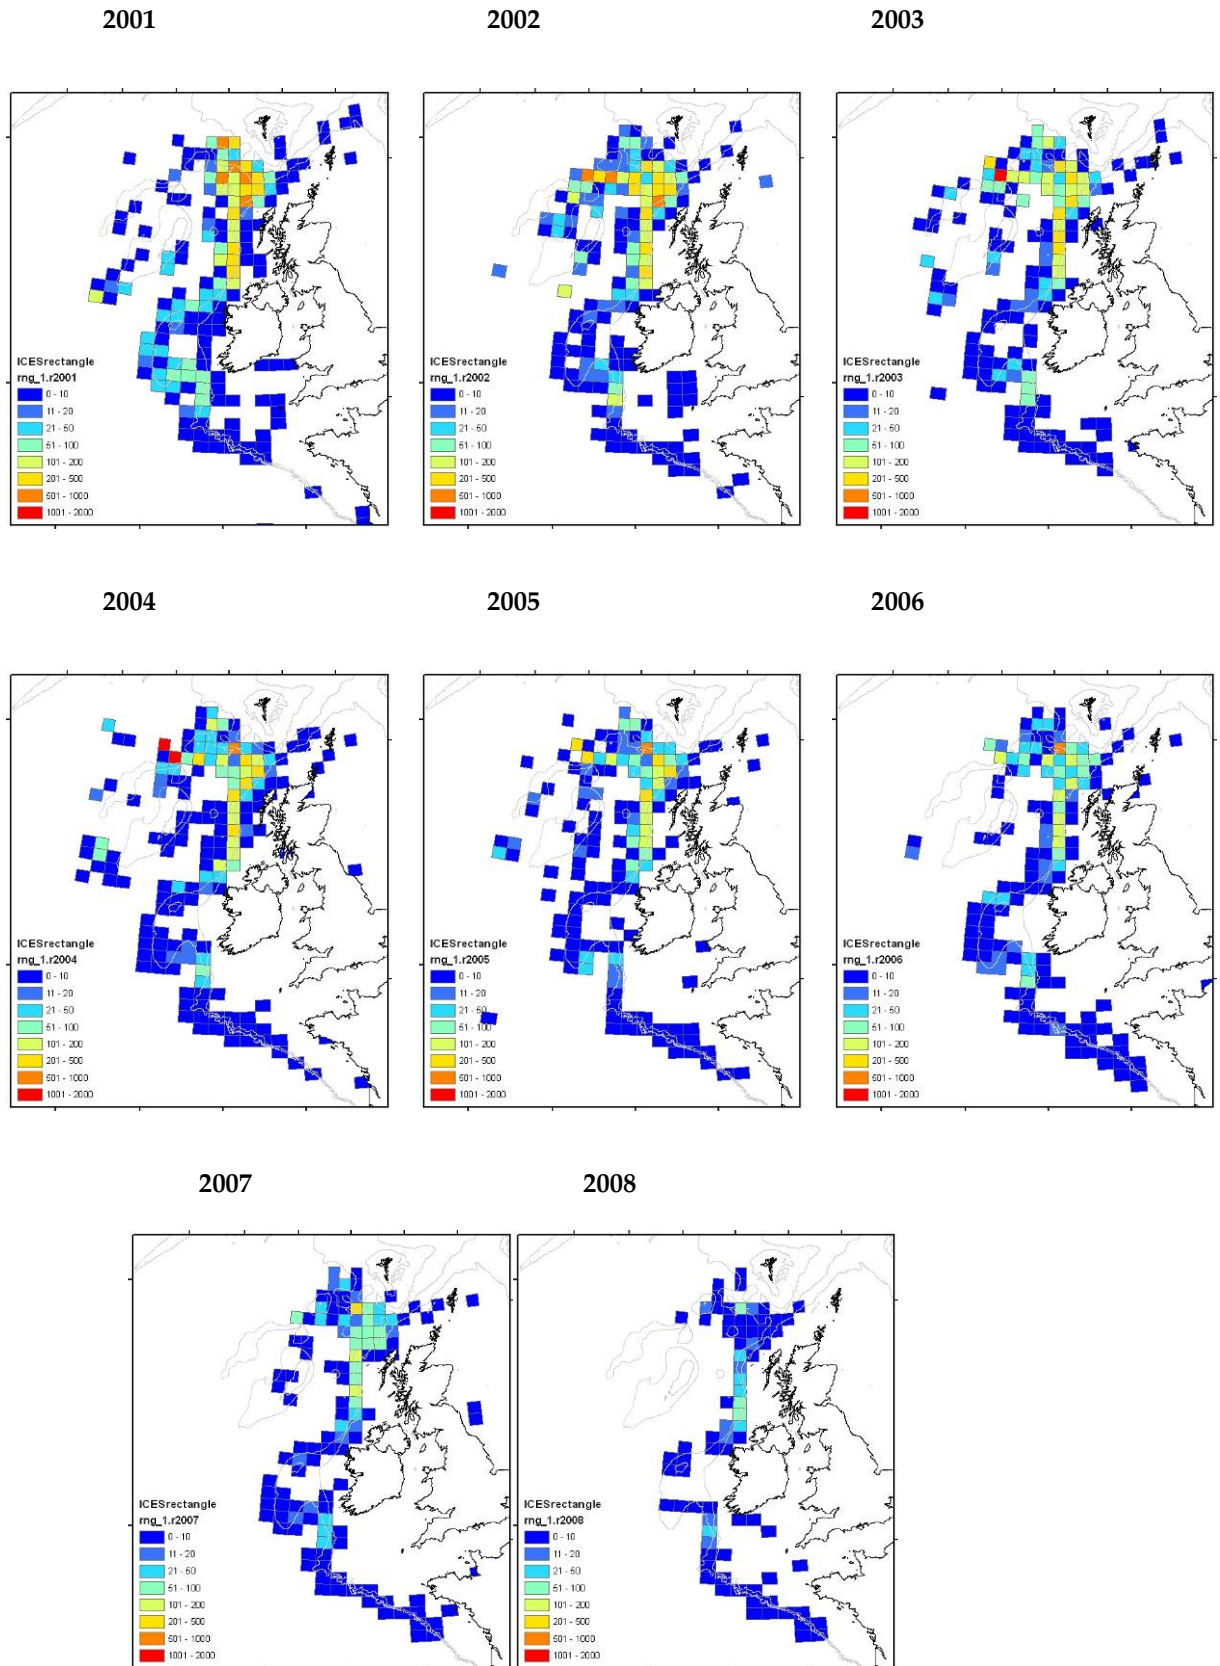 2001
2002
2003
ICESrectangle
rng_1.r2001
0 - 10
11 - 20
21 - 50
51 - 100
101 - 200
201 - 500
501 - 1000
1001 - 2000
ICESrectangle
rng_1.r2002
0 - 10
11 - 20
21 - 50
51 - 100
101 - 200
201 - 500
501 - 1000
1001 - 2000
ICESrectangle
rng_1.r2003
0 - 10
11 - 20
21 - 50
51 - 100
101 - 200
201 - 500
501 - 1000
1001 - 2000
2004
2005
2006
ICESrectangle
rng_1.r2004
0 - 10
11 - 20
21 - 50
51 - 100
101 - 200
201 - 500
501 - 1000
1001 - 2000
ICESrectangle
rng_1.r2005
0 - 10
11 - 20
21 - 50
51 - 100
101 - 200
201 - 500
501 - 1000
1001 - 2000
ICESrectangle
rng_1.r2006
0 - 10
11 - 20
21 - 50
51 - 100
101 - 200
201 - 500
501 - 1000
1001 - 2000
2007
2008
ICESrectangle
rng_1.r2007
0 - 10
11 - 20
21 - 50
51 - 100
101 - 200
201 - 500
501 - 1000
1001 - 2000
ICESrectangle
rng_1.r2008
0 - 10
11 - 20
21 - 50
51 - 100
101 - 200
201 - 500
501 - 1000
1001 - 2000